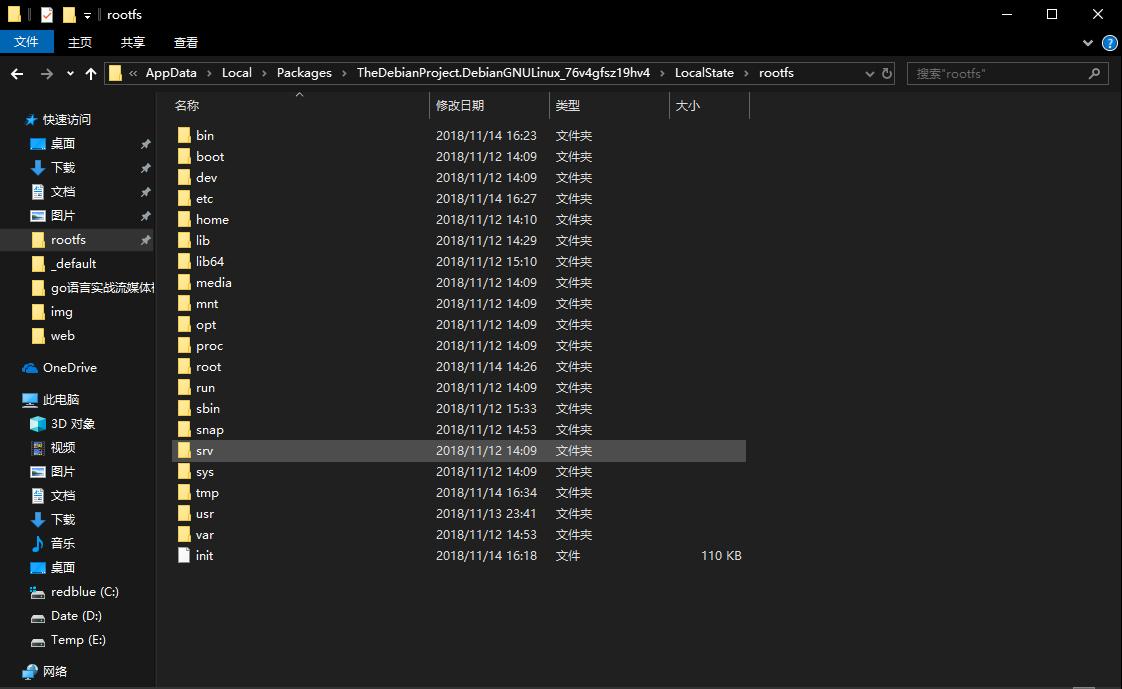 rootfs
文件 主页 共享 查看
« AppData › Local › Packages › TheDebianProject.DebianGNULinux_76v4gfsz19hv4 › LocalState › rootfs
搜索"rootfs"
快速访问
桌面
下载
文档
图片
rootfs
_default
go语言实战流媒体
img
web
OneDrive
此电脑
3D 对象
视频
图片
文档
下载
音乐
桌面
redblue (C:)
Date (D:)
Temp (E:)
网络
名称 修改日期 类型 大小
bin 2018/11/14 16:23 文件夹
boot 2018/11/12 14:09 文件夹
dev 2018/11/12 14:09 文件夹
etc 2018/11/14 16:27 文件夹
home 2018/11/12 14:10 文件夹
lib 2018/11/12 14:29 文件夹
lib64 2018/11/12 15:10 文件夹
media 2018/11/12 14:09 文件夹
mnt 2018/11/12 14:09 文件夹
opt 2018/11/12 14:09 文件夹
proc 2018/11/12 14:09 文件夹
root 2018/11/14 14:26 文件夹
run 2018/11/12 14:09 文件夹
sbin 2018/11/12 15:33 文件夹
snap 2018/11/12 14:53 文件夹
srv 2018/11/12 14:09 文件夹
sys 2018/11/12 14:09 文件夹
tmp 2018/11/14 16:34 文件夹
usr 2018/11/13 23:41 文件夹
var 2018/11/12 14:53 文件夹
init 2018/11/14 16:18 文件 110 KB